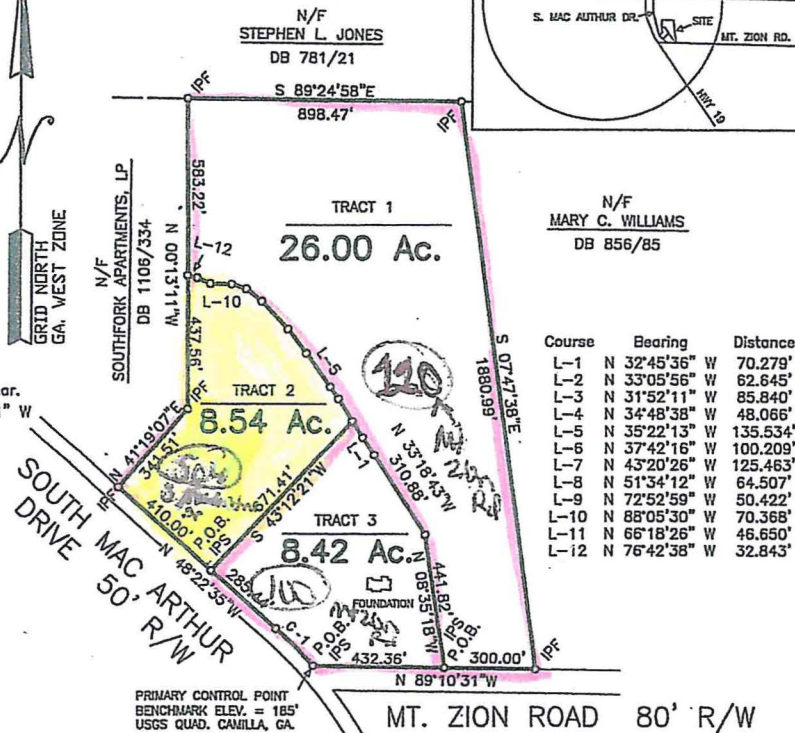 N/F
STEPHEN L. JONES
DB 781/21
S. MAC AUTHUR DR.
SITE
MT. ZION RD.
HWY 19
IPF
S 89°24'58"E
898.47'
IPF
583.22'
N/F
SOUTHFORK APARTMENTS, LP
DB 1106/334
N 00°13'11"W
437.56'
GRID NORTH
GA. WEST ZONE
TRACT 1
26.00 Ac.
N/F
MARY C. WILLIAMS
DB 856/85
L-12
L-10
L-5
S 07°47'38"E
1880.99'
120
Mt Zion
Rd
Course Bearing Distance
L-1 N 32°45'36" W 70.279'
L-2 N 33°05'56" W 62.645'
L-3 N 31°52'11" W 85.840'
L-4 N 34°48'38" W 48.066'
L-5 N 35°22'13" W 135.534'
L-6 N 37°42'16" W 100.209'
L-7 N 43°20'26" W 125.463'
L-8 N 51°34'12" W 64.507'
L-9 N 72°52'59" W 50.422'
L-10 N 88°05'30" W 70.368'
L-11 N 66°18'26" W 46.650'
L-12 N 76°42'38" W 32.843'
ar.
" W
IPF
TRACT 2
8.54 Ac.
N 41°19'07"E
341.51'
IPF
L-1
N 33°18'43"W
310.88'
671.41'
S 43°12'21"W
410.00'
P.O.B.
IPS
N 48°22'35"W
SOUTH MAC ARTHUR
DRIVE 50' R/W
TRACT 3
8.42 Ac.
100
FOUNDATION
Rd
285
C-1
P.O.B.
IPS
N 08°35'18"W
441.82'
IPS
P.O.B.
432.36'
300.00'
IPF
N 89°10'31"W
PRIMARY CONTROL POINT
BENCHMARK ELEV. = 185'
USGS QUAD. CAMILLA, GA.
MT. ZION ROAD 80' R/W